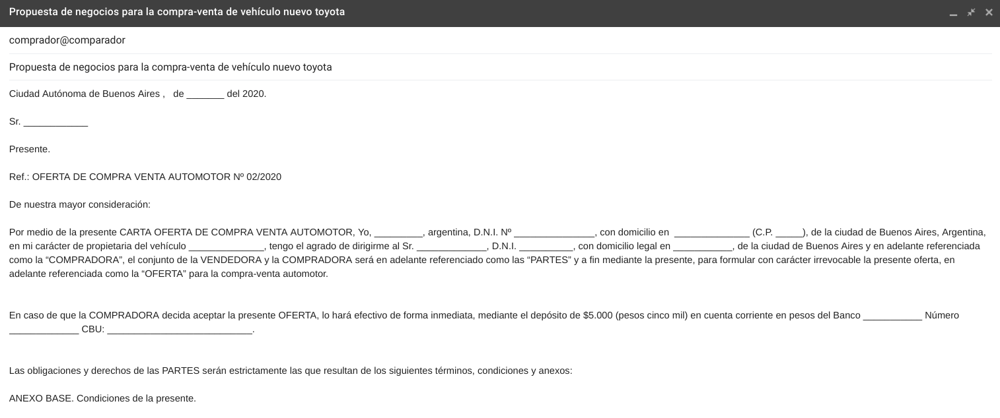 Propuesta de negocios para la compra-venta de vehículo nuevo toyota
comprador@comparador
Propuesta de negocios para la compra-venta de vehículo nuevo toyota
Ciudad Autónoma de Buenos Aires ,   de _______ del 2020.
Sr. ____________
Presente.
Ref.: OFERTA DE COMPRA VENTA AUTOMOTOR Nº 02/2020
De nuestra mayor consideración:
Por medio de la presente CARTA OFERTA DE COMPRA VENTA AUTOMOTOR, Yo, _________, argentina, D.N.I. Nº _______________, con domicilio en  ______________ (C.P. _____), de la ciudad de Buenos Aires, Argentina,
en mi carácter de propietaria del vehículo ______________, tengo el agrado de dirigirme al Sr. _____________, D.N.I. __________, con domicilio legal en ___________, de la ciudad de Buenos Aires y en adelante referenciada
como la “COMPRADORA”, el conjunto de la VENDEDORA y la COMPRADORA será en adelante referenciado como las “PARTES” y a fin mediante la presente, para formular con carácter irrevocable la presente oferta, en
adelante referenciada como la “OFERTA” para la compra-venta automotor.
En caso de que la COMPRADORA decida aceptar la presente OFERTA, lo hará efectivo de forma inmediata, mediante el depósito de $5.000 (pesos cinco mil) en cuenta corriente en pesos del Banco ___________ Número
_____________ CBU: ___________________________.
Las obligaciones y derechos de las PARTES serán estrictamente las que resultan de los siguientes términos, condiciones y anexos:
ANEXO BASE. Condiciones de la presente.